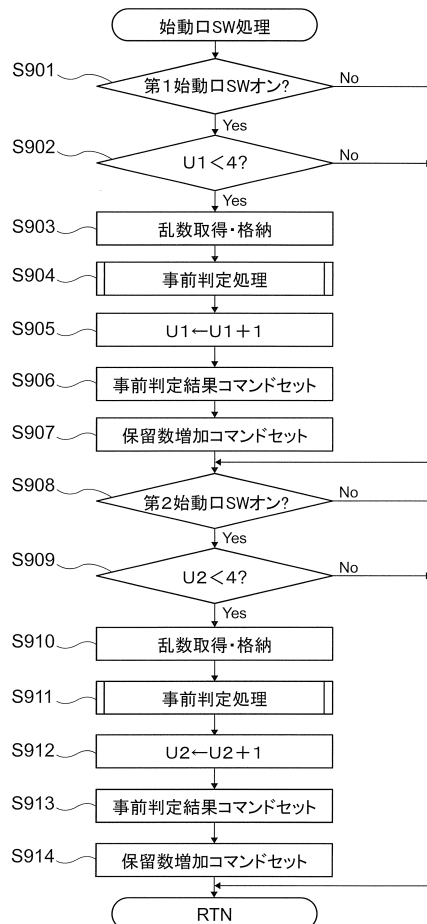 始動口SW処理
S901
第1始動口SWオン?
No
Yes
S902
U1<4?
No
Yes
S903
乱数取得・格納
S904
事前判定処理
S905
U1←U1+1
S906
事前判定結果コマンドセット
S907
保留数増加コマンドセット
S908
第2始動口SWオン?
No
Yes
S909
U2<4?
No
Yes
S910
乱数取得・格納
S911
事前判定処理
S912
U2←U2+1
S913
事前判定結果コマンドセット
S914
保留数増加コマンドセット
RTN